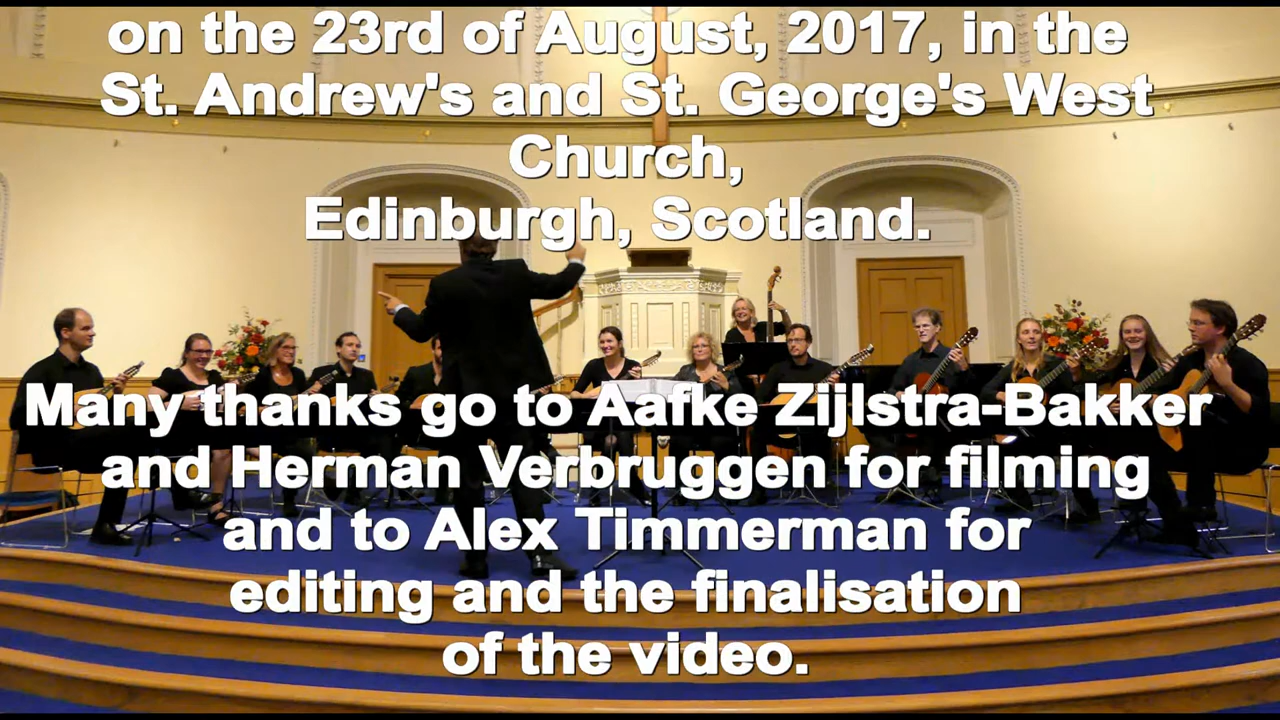 on the 23rd of August, 2017, in the
St. Andrew's and St. George's West
Church,
Edinburgh, Scotland.
Many thanks go to Aafke Zijlstra-Bakker
and Herman Verbruggen for filming
and to Alex Timmerman for
editing and the finalisation
of the video.